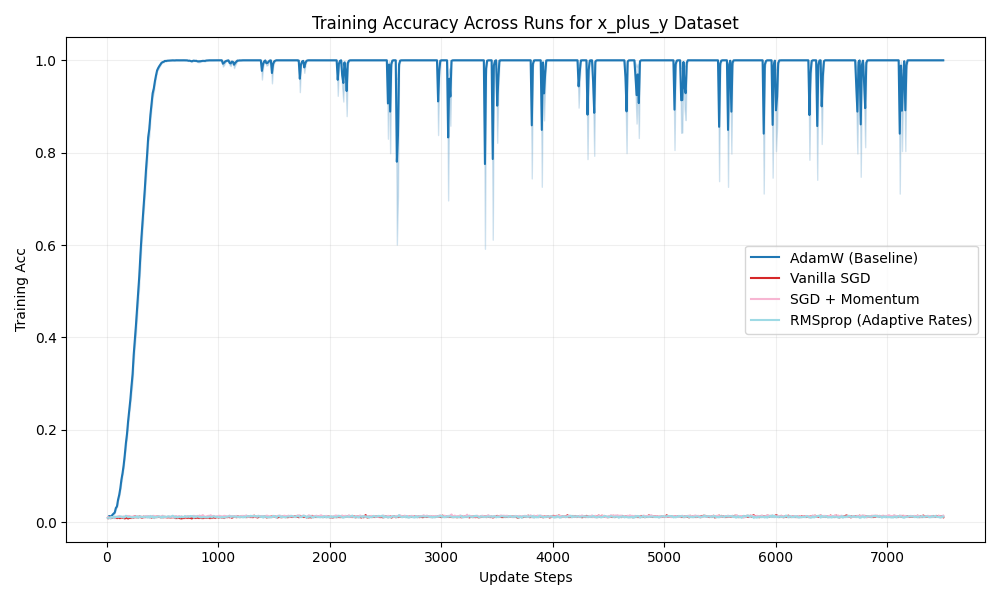 Training Accuracy Across Runs for x_plus_y Dataset
Training Acc
1.0
0.8
0.6
0.4
0.2
0.0
AdamW (Baseline)
Vanilla SGD
SGD + Momentum
RMSprop (Adaptive Rates)
0 1000 2000 3000 4000 5000 6000 7000
Update Steps